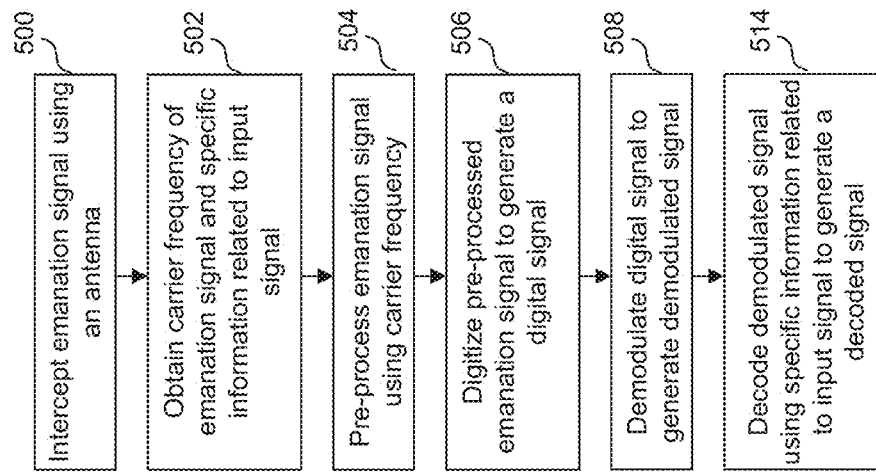 500
Intercept emanation signal using
an antenna
502
Obtain carrier frequency of
emanation signal and specific
information related to input
signal
504
Pre-process emanation signal
using carrier frequency
506
Digitize pre-processed
emanation signal to generate a
digital signal
508
Demodulate digital signal to
generate demodulated signal
514
Decode demodulated signal
using specific information related
to input signal to generate a
decoded signal